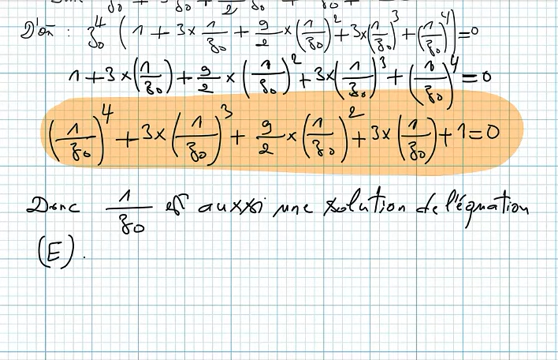 D'où : z₀⁴ (1 + 3 × 1/z₀ + 9/2 × (1/z₀)² + 3 × (1/z₀)³ + (1/z₀)⁴) = 0
1 + 3 × (1/z₀) + 9/2 × (1/z₀)² + 3 × (1/z₀)³ + (1/z₀)⁴ = 0
(1/z₀)⁴ + 3 × (1/z₀)³ + 9/2 × (1/z₀)² + 3 × (1/z₀) + 1 = 0
Donc 1/z₀ est aussi une solution de l'équation
(E).